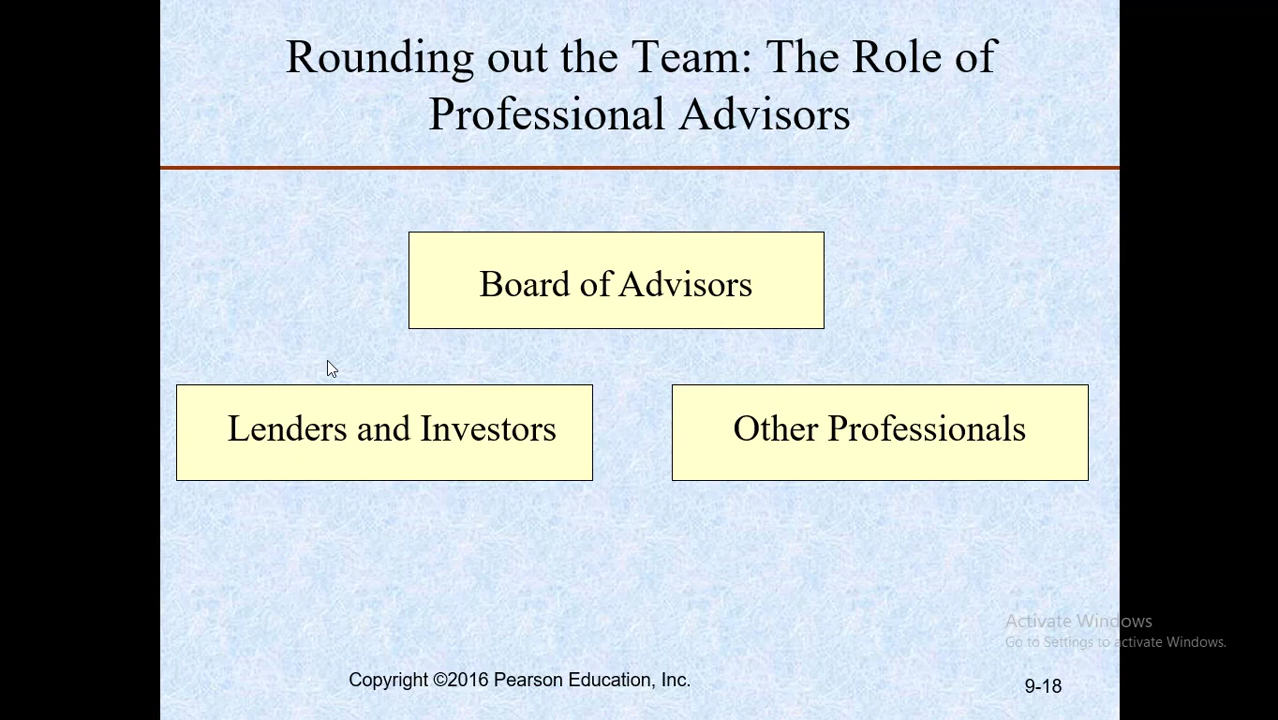 Rounding out the Team: The Role of
Professional Advisors
Board of Advisors
Lenders and Investors
Other Professionals
Activate Windows
Go to Settings to activate Windows.
Copyright ©2016 Pearson Education, Inc.
9-18